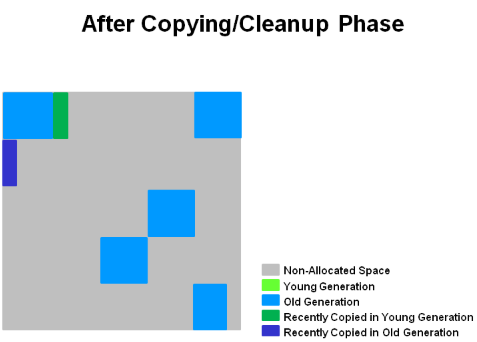 After Copying/Cleanup Phase
Non-Allocated Space
Young Generation
Old Generation
Recently Copied in Young Generation
Recently Copied in Old Generation